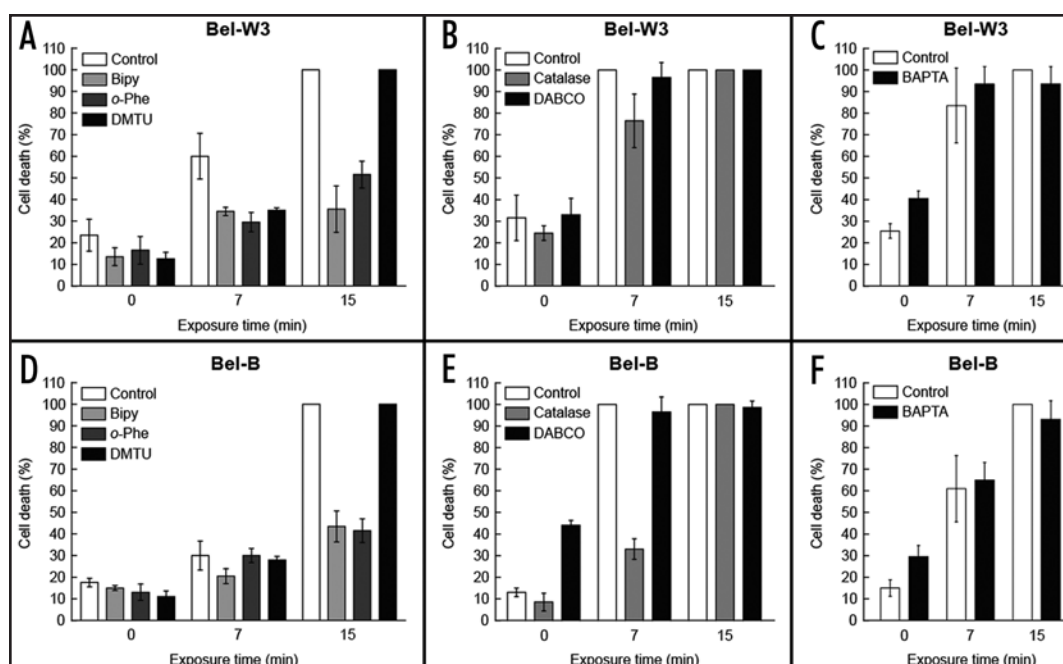 A
Bel-W3
Control
Bipy
o-Phe
DMTU
Cell death (%)
110
100
90
80
70
60
50
40
30
20
10
0
0 7 15
Exposure time (min)
B
Bel-W3
Control
Catalase
DABCO
Cell death (%)
110
100
90
80
70
60
50
40
30
20
10
0
0 7 15
Exposure time (min)
C
Bel-W3
Control
BAPTA
Cell death (%)
110
100
90
80
70
60
50
40
30
20
10
0
0 7 15
Exposure time (min)
D
Bel-B
Control
Bipy
o-Phe
DMTU
Cell death (%)
110
100
90
80
70
60
50
40
30
20
10
0
0 7 15
Exposure time (min)
E
Bel-B
Control
Catalase
DABCO
Cell death (%)
110
100
90
80
70
60
50
40
30
20
10
0
0 7 15
Exposure time (min)
F
Bel-B
Control
BAPTA
Cell death (%)
110
100
90
80
70
60
50
40
30
20
10
0
0 7 15
Exposure time (min)